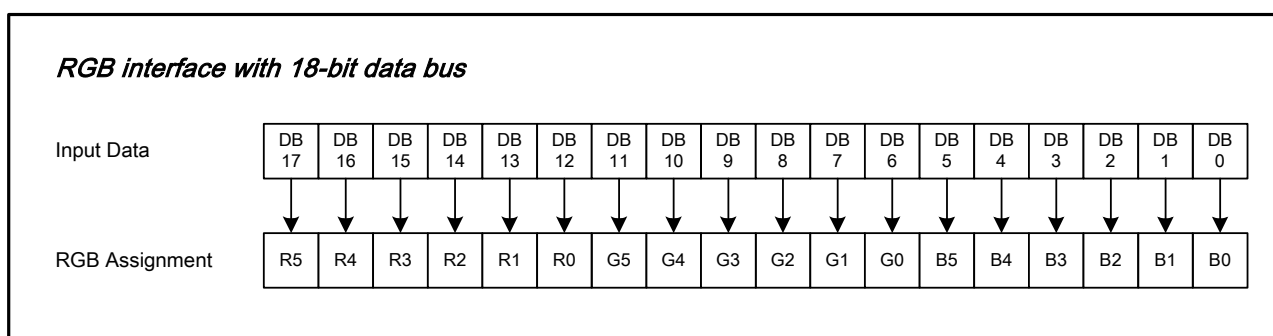 RGB interface with 18-bit data bus
Input Data
DB 17 DB 16 DB 15 DB 14 DB 13 DB 12 DB 11 DB 10 DB 9 DB 8 DB 7 DB 6 DB 5 DB 4 DB 3 DB 2 DB 1 DB 0
RGB Assignment
R5 R4 R3 R2 R1 R0 G5 G4 G3 G2 G1 G0 B5 B4 B3 B2 B1 B0